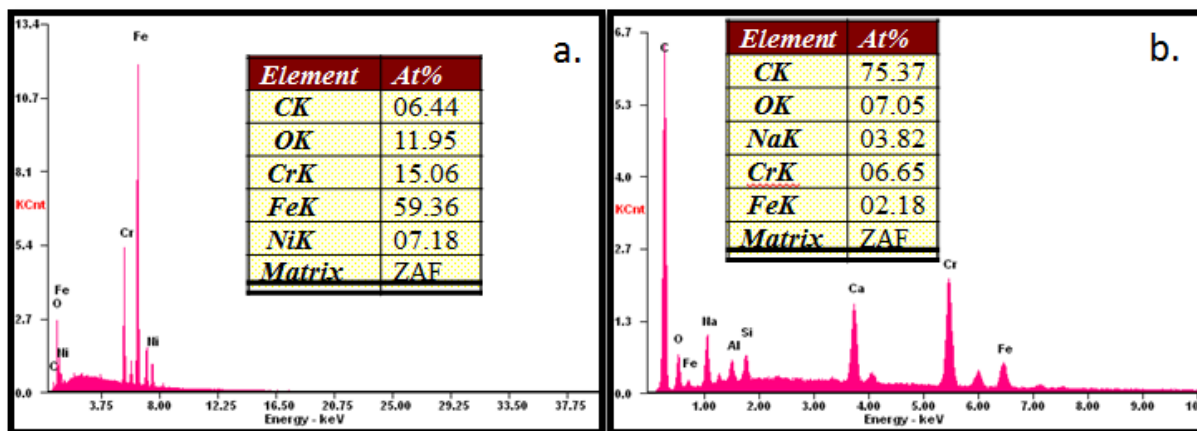 a.
13.4
10.7
8.1
KCnt
5.4
2.7
0.0
Fe
Cr
Fe
O
C
Ni
Ni
Element At%
CK 06.44
OK 11.95
CrK 15.06
FeK 59.36
NiK 07.18
Matrix ZAF
3.75 8.00 12.25 16.50 20.75 25.00 29.25 33.50 37.75
Energy - keV
b.
6.7
5.3
4.0
KCnt
2.7
1.3
0.0
C
O
Fe
Na
Al
Si
Ca
Cr
Fe
Element At%
CK 75.37
OK 07.05
NaK 03.82
CrK 06.65
FeK 02.18
Matrix ZAF
1.00 2.00 3.00 4.00 5.00 6.00 7.00 8.00 9.00 10
Energy - keV